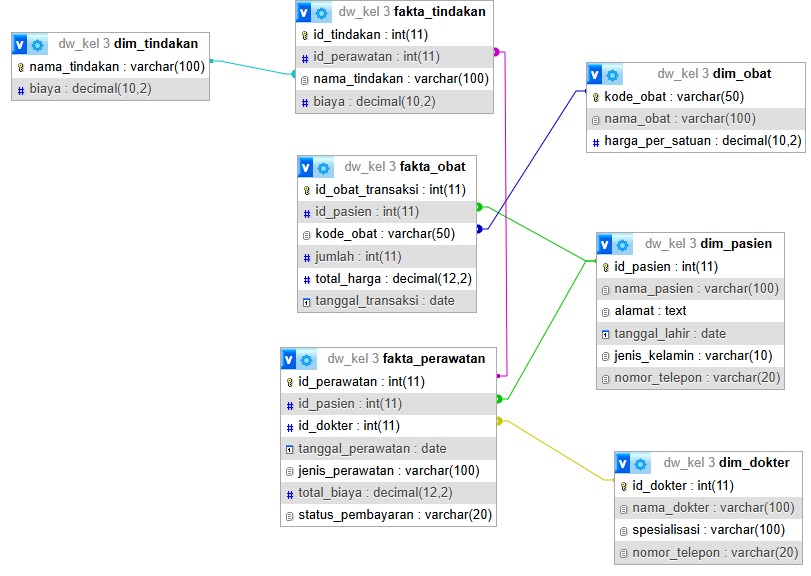 dw_kel 3 fakta_tindakan
id_tindakan : int(11)
id_perawatan : int(11)
nama_tindakan : varchar(100)
biaya : decimal(10,2)
dw_kel 3 dim_tindakan
nama_tindakan : varchar(100)
biaya : decimal(10,2)
dw_kel 3 dim_obat
kode_obat : varchar(50)
nama_obat : varchar(100)
harga_per_satuan : decimal(10,2)
dw_kel 3 fakta_obat
id_obat_transaksi : int(11)
id_pasien : int(11)
kode_obat : varchar(50)
jumlah : int(11)
total_harga : decimal(12,2)
tanggal_transaksi : date
dw_kel 3 dim_pasien
id_pasien : int(11)
nama_pasien : varchar(100)
alamat : text
tanggal_lahir : date
jenis_kelamin : varchar(10)
nomor_telepon : varchar(20)
dw_kel 3 fakta_perawatan
id_perawatan : int(11)
id_pasien : int(11)
id_dokter : int(11)
tanggal_perawatan : date
jenis_perawatan : varchar(100)
total_biaya : decimal(12,2)
status_pembayaran : varchar(20)
dw_kel 3 dim_dokter
id_dokter : int(11)
nama_dokter : varchar(100)
spesialisasi : varchar(100)
nomor_telepon : varchar(20)